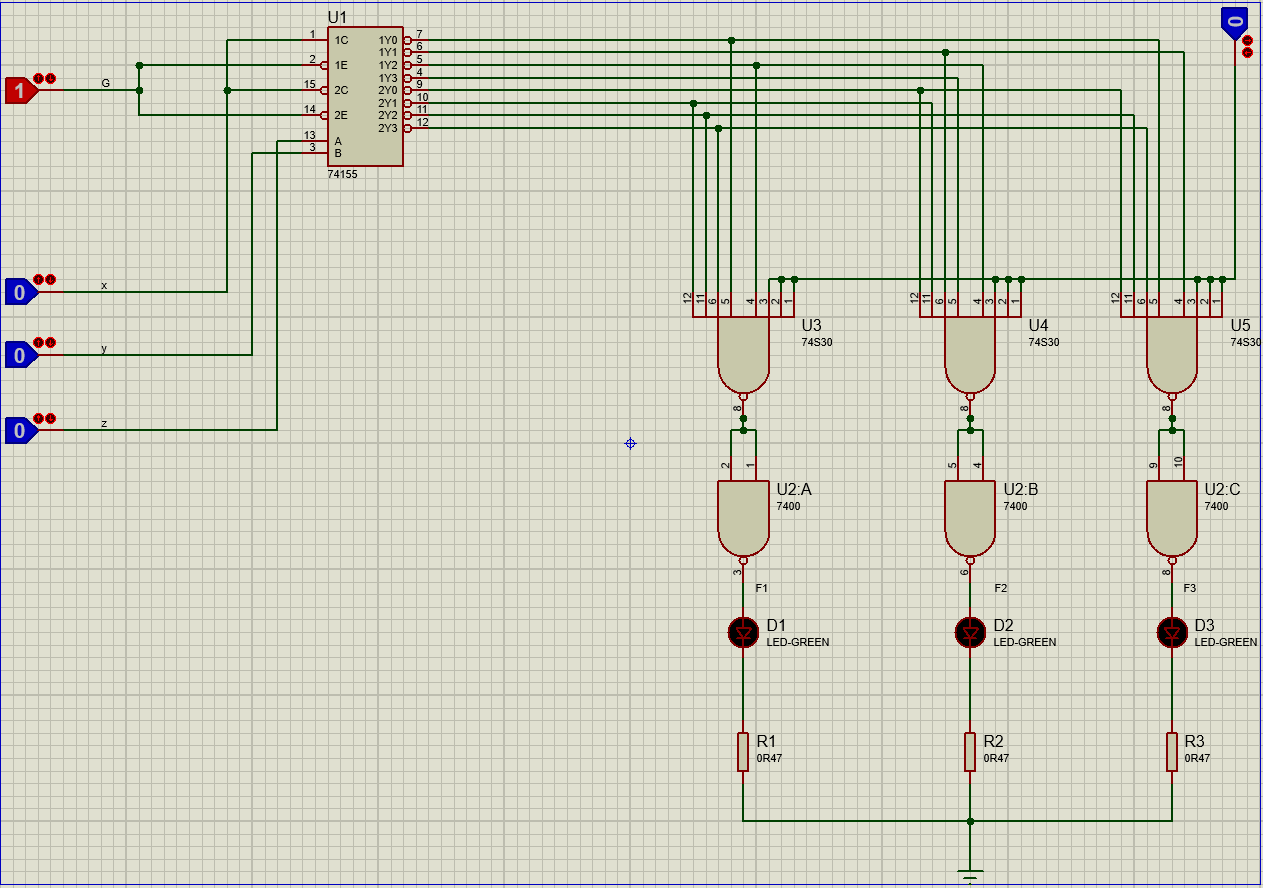 U1
1 1C 1Y0 7
1Y1 6
2 1E 1Y2 5
1Y3 4
15 2C 2Y0 9
2Y1 10
14 2E 2Y2 11
2Y3 12
13 A
3 B
74155
0
1
G
0
x
0
y
0
z
12 11 6 5 4 3 2 1
U3
74S30
8
12 11 6 5 4 3 2 1
U4
74S30
8
12 11 6 5 4 3 2 1
U5
74S30
8
2 1
U2:A
7400
3
5 4
U2:B
7400
6
9 10
U2:C
7400
8
F1
F2
F3
D1
LED-GREEN
D2
LED-GREEN
D3
LED-GREEN
R1
0R47
R2
0R47
R3
0R47